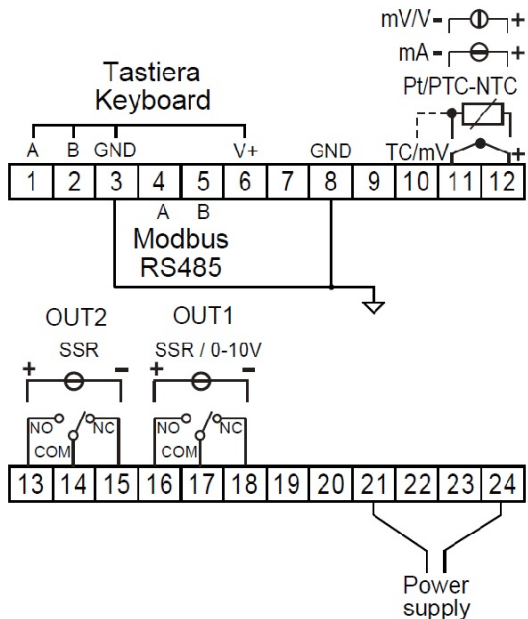 mV/V - +
mA - +
Tastiera
Keyboard
Pt/PTC-NTC
A B GND V+ GND TC/mV +
1 2 3 4 5 6 7 8 9 10 11 12
A B
Modbus
RS485
OUT2 OUT1
+ SSR - + SSR / 0-10V -
NO NC NO NC
COM COM
13 14 15 16 17 18 19 20 21 22 23 24
Power
supply